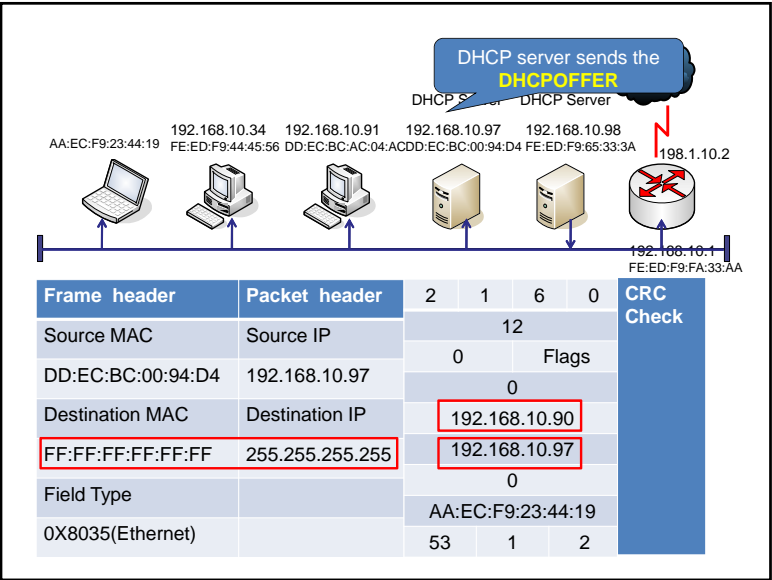 DHCP server sends the
DHCPOFFER
DHCP DHCP Server
192.168.10.34 192.168.10.91 192.168.10.97 192.168.10.98
AA:EC:F9:23:44:19 FE:ED:F9:44:45:56 DD:EC:BC:AC:04:AC DD:EC:BC:00:94:D4 FE:ED:F9:65:33:3A
198.1.10.2
192.168.10.1
FE:ED:F9:FA:33:AA
Frame header Packet header 2 1 6 0 CRC Check
Source MAC Source IP 12
0 Flags
DD:EC:BC:00:94:D4 192.168.10.97
0
Destination MAC Destination IP 192.168.10.90
FF:FF:FF:FF:FF:FF 255.255.255.255 192.168.10.97
0
Field Type
AA:EC:F9:23:44:19
0X8035(Ethernet) 53 1 2